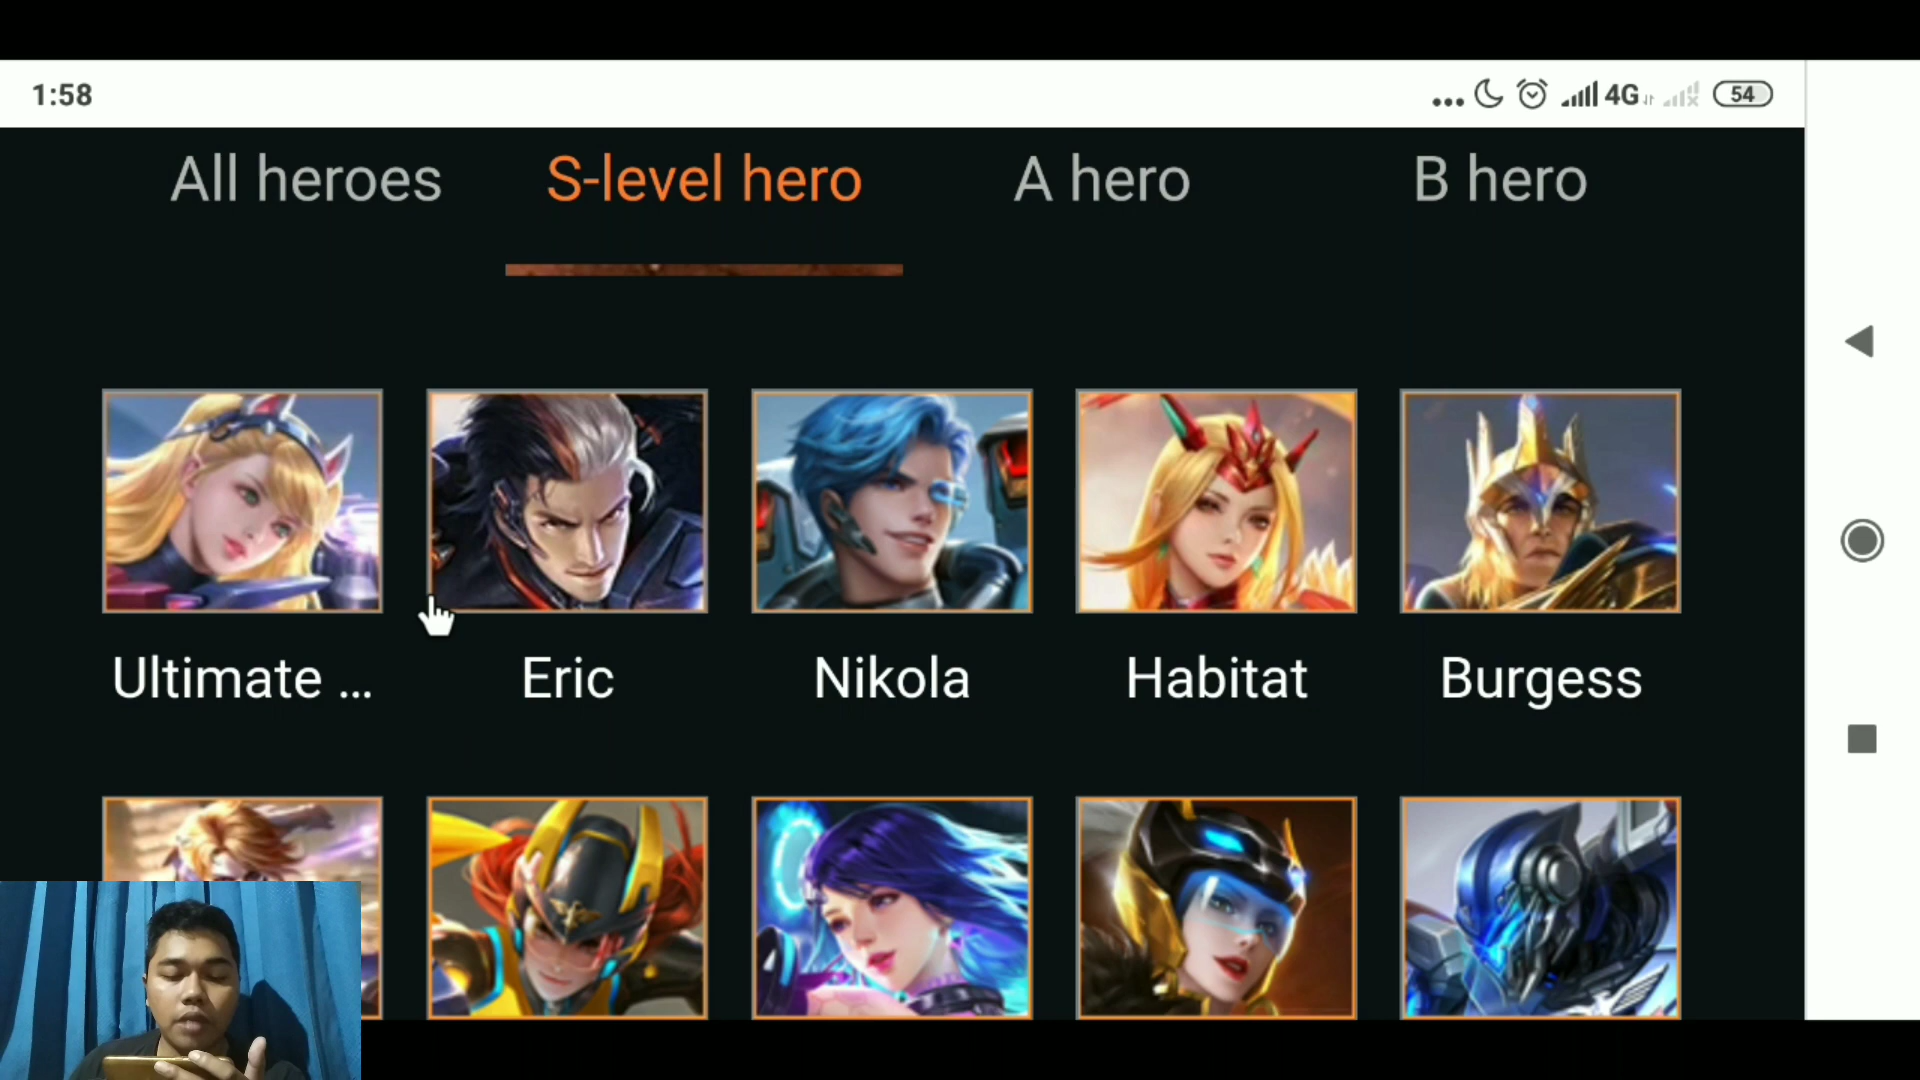 1:58
4G
54
All heroes
S-level hero
A hero
B hero
Ultimate ...
Eric
Nikola
Habitat
Burgess